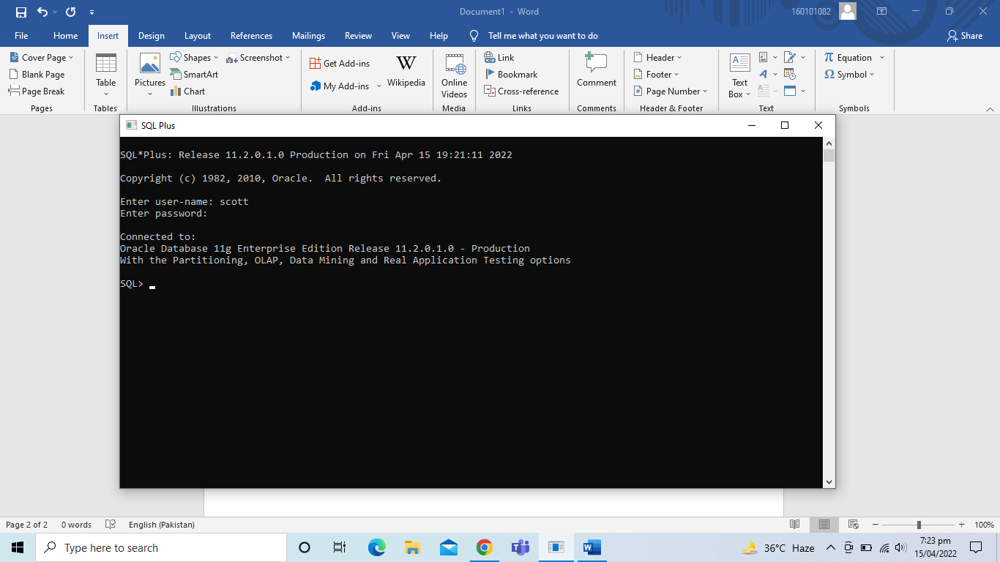 Document1 - Word
160101082
File Home Insert Design Layout References Mailings Review View Help Tell me what you want to do Share
Cover Page
Blank Page
Page Break
Pages
Table
Tables
Pictures
Shapes
SmartArt
Chart
Screenshot
Illustrations
Get Add-ins
My Add-ins
W
Wikipedia
Add-ins
Online
Videos
Media
Link
Bookmark
Cross-reference
Links
Comment
Comments
Header
Footer
# Page Number
Header & Footer
A
Text
Box
A
A
Text
π Equation
Ω Symbol
Symbols
SQL Plus
SQL*Plus: Release 11.2.0.1.0 Production on Fri Apr 15 19:21:11 2022
Copyright (c) 1982, 2010, Oracle. All rights reserved.
Enter user-name: scott
Enter password:
Connected to:
Oracle Database 11g Enterprise Edition Release 11.2.0.1.0 - Production
With the Partitioning, OLAP, Data Mining and Real Application Testing options
SQL> _
Page 2 of 2 0 words English (Pakistan) 100%
Type here to search
36°C Haze
7:23 pm
15/04/2022